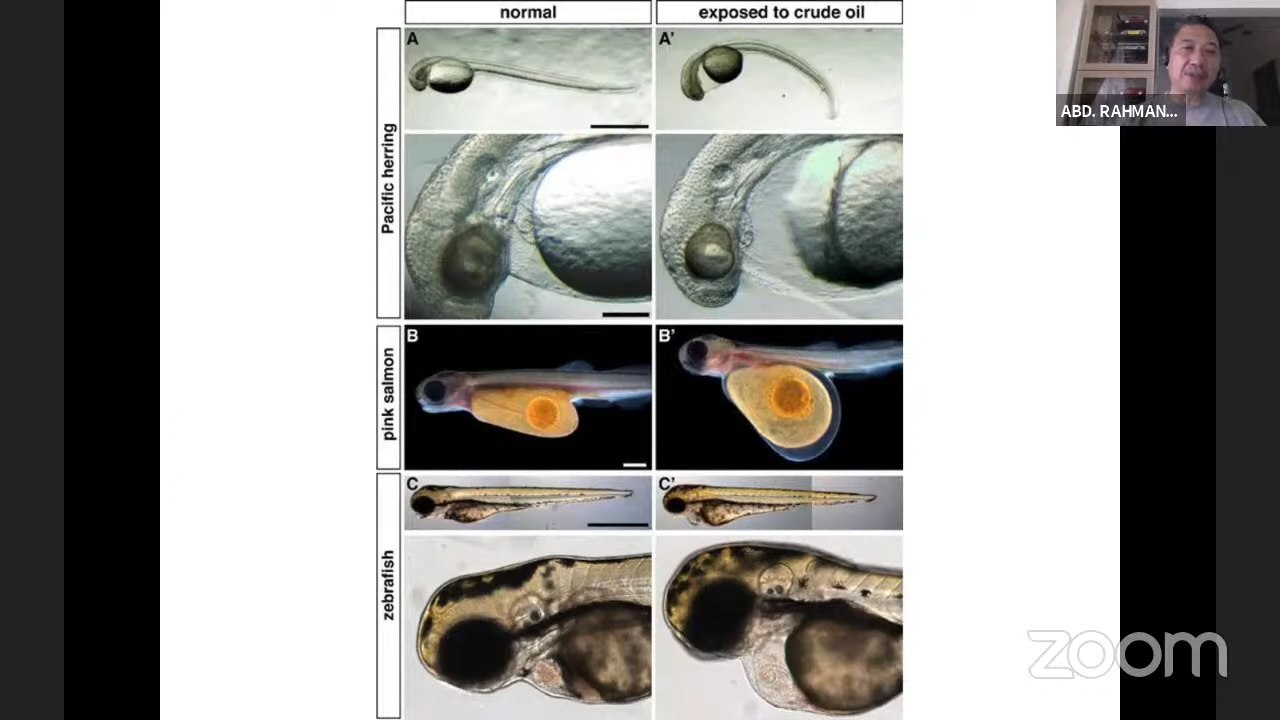 normal
exposed to crude oil
Pacific herring
A
A'
pink salmon
B
B'
zebrafish
C
C'
ABD. RAHMAN...
zoom